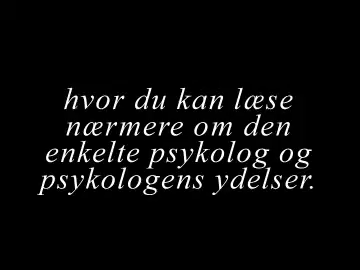 hvor du kan læse
nærmere om den
enkelte psykolog og
psykologens ydelser.